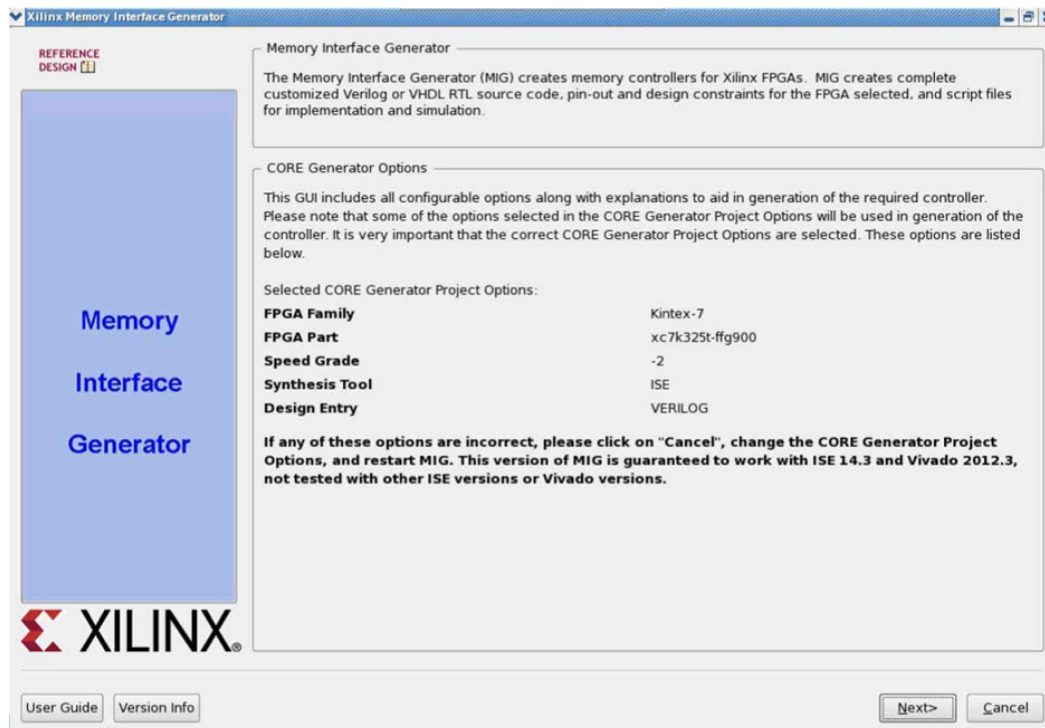 Xilinx Memory Interface Generator
REFERENCE
DESIGN
Memory
Interface
Generator
XILINX®
Memory Interface Generator
The Memory Interface Generator (MIG) creates memory controllers for Xilinx FPGAs. MIG creates complete
customized Verilog or VHDL RTL source code, pin-out and design constraints for the FPGA selected, and script files
for implementation and simulation.
CORE Generator Options
This GUI includes all configurable options along with explanations to aid in generation of the required controller.
Please note that some of the options selected in the CORE Generator Project Options will be used in generation of the
controller. It is very important that the correct CORE Generator Project Options are selected. These options are listed
below.
Selected CORE Generator Project Options:
FPGA Family Kintex-7
FPGA Part xc7k325t-ffg900
Speed Grade -2
Synthesis Tool ISE
Design Entry VERILOG
If any of these options are incorrect, please click on "Cancel", change the CORE Generator Project
Options, and restart MIG. This version of MIG is guaranteed to work with ISE 14.3 and Vivado 2012.3,
not tested with other ISE versions or Vivado versions.
User Guide Version Info Next> Cancel